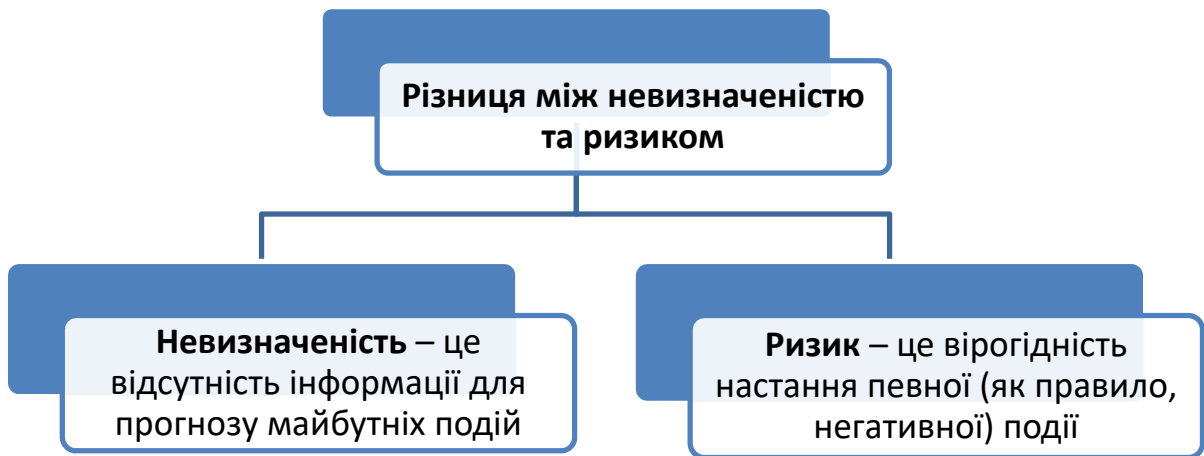 Різниця між невизначеністю
та ризиком
Невизначеність – це
відсутність інформації для
прогнозу майбутніх подій
Ризик – це вірогідність
настання певної (як правило,
негативної) події